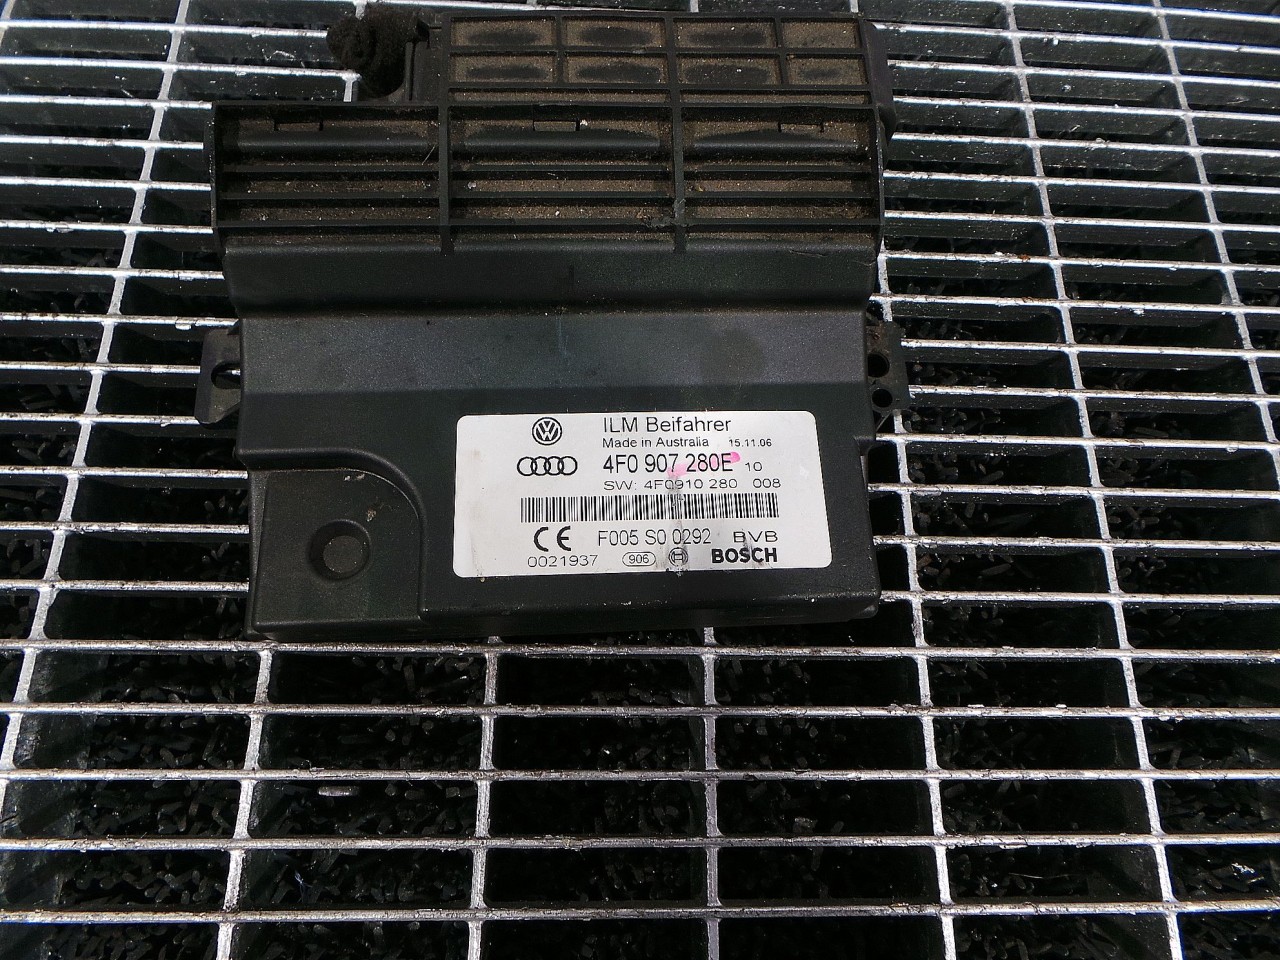 ILM Beifahrer
Made in Australia 15.11.06
4F0 907 280E 10
SW: 4F0910 280 008
CE F005 S0 0292 BVB
0021937 906 BOSCH